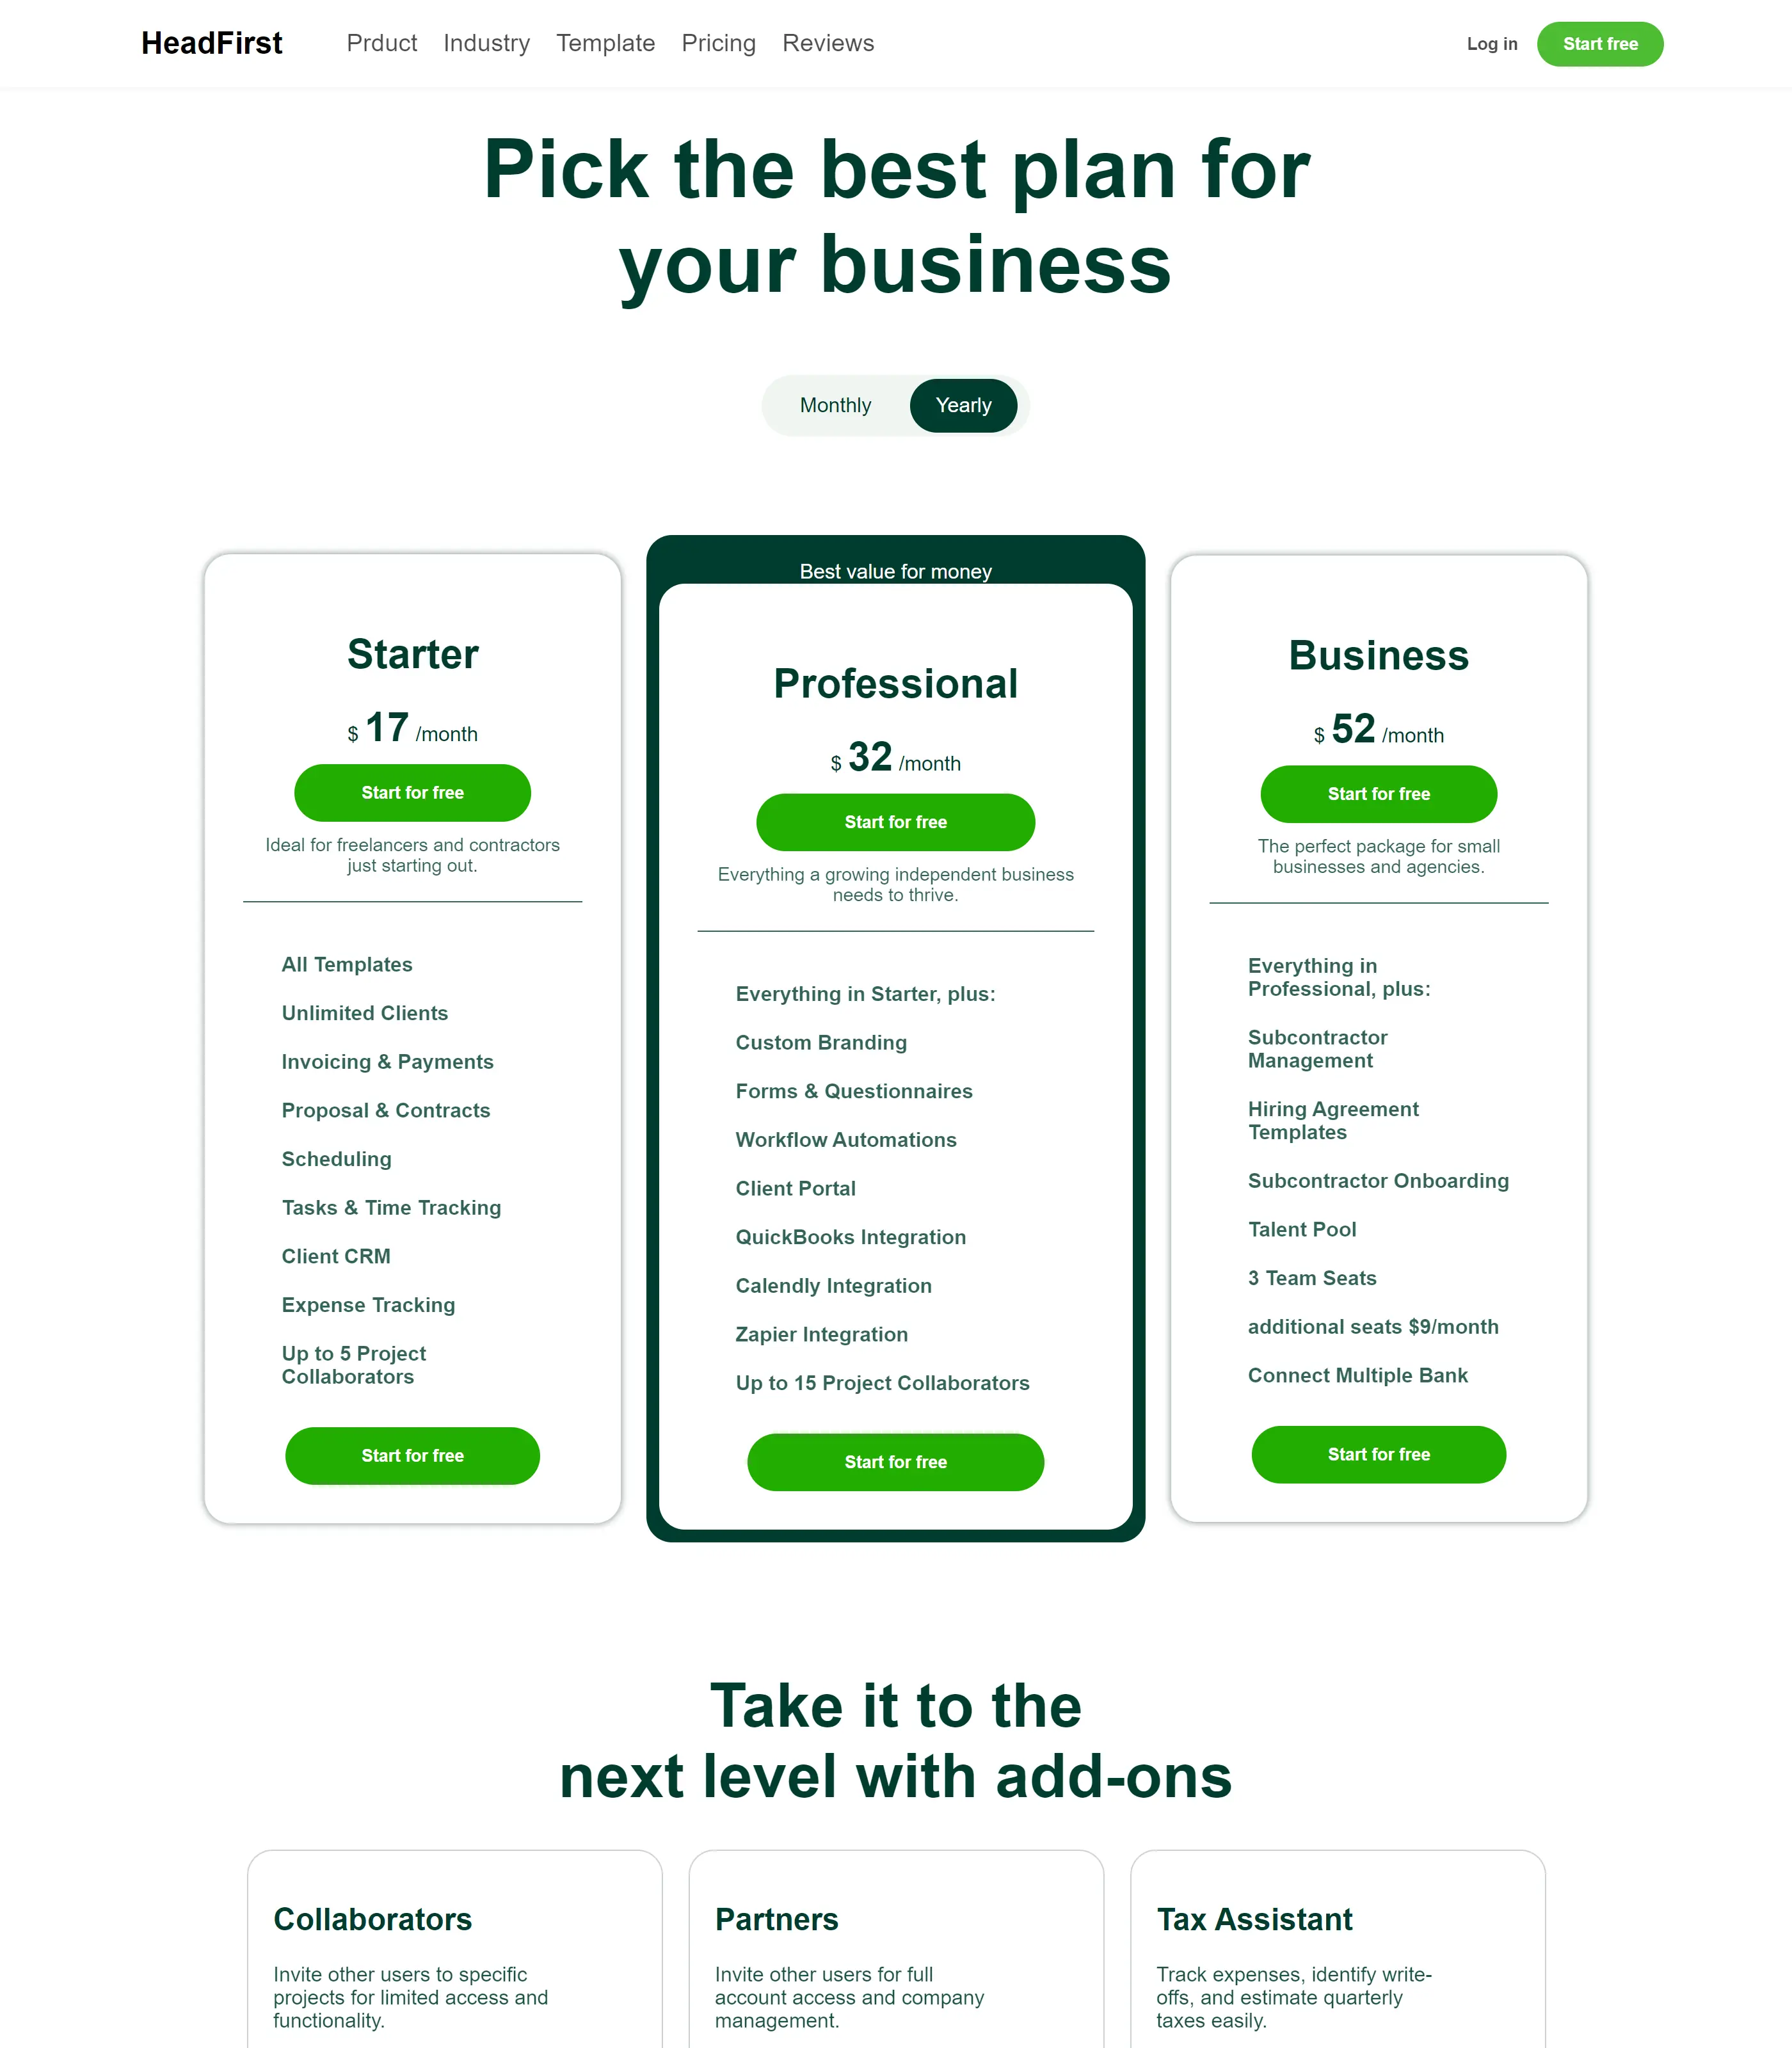 HeadFirst Prduct Industry Template Pricing Reviews Log in Start free
Pick the best plan for
your business
Monthly Yearly
Starter
$ 17 /month
Start for free
Ideal for freelancers and contractors
just starting out.
All Templates
Unlimited Clients
Invoicing & Payments
Proposal & Contracts
Scheduling
Tasks & Time Tracking
Client CRM
Expense Tracking
Up to 5 Project
Collaborators
Start for free
Best value for money
Professional
$ 32 /month
Start for free
Everything a growing independent business
needs to thrive.
Everything in Starter, plus:
Custom Branding
Forms & Questionnaires
Workflow Automations
Client Portal
QuickBooks Integration
Calendly Integration
Zapier Integration
Up to 15 Project Collaborators
Start for free
Business
$ 52 /month
Start for free
The perfect package for small
businesses and agencies.
Everything in
Professional, plus:
Subcontractor
Management
Hiring Agreement
Templates
Subcontractor Onboarding
Talent Pool
3 Team Seats
additional seats $9/month
Connect Multiple Bank
Start for free
Take it to the
next level with add-ons
Collaborators
Invite other users to specific
projects for limited access and
functionality.
Partners
Invite other users for full
account access and company
management.
Tax Assistant
Track expenses, identify write-
offs, and estimate quarterly
taxes easily.